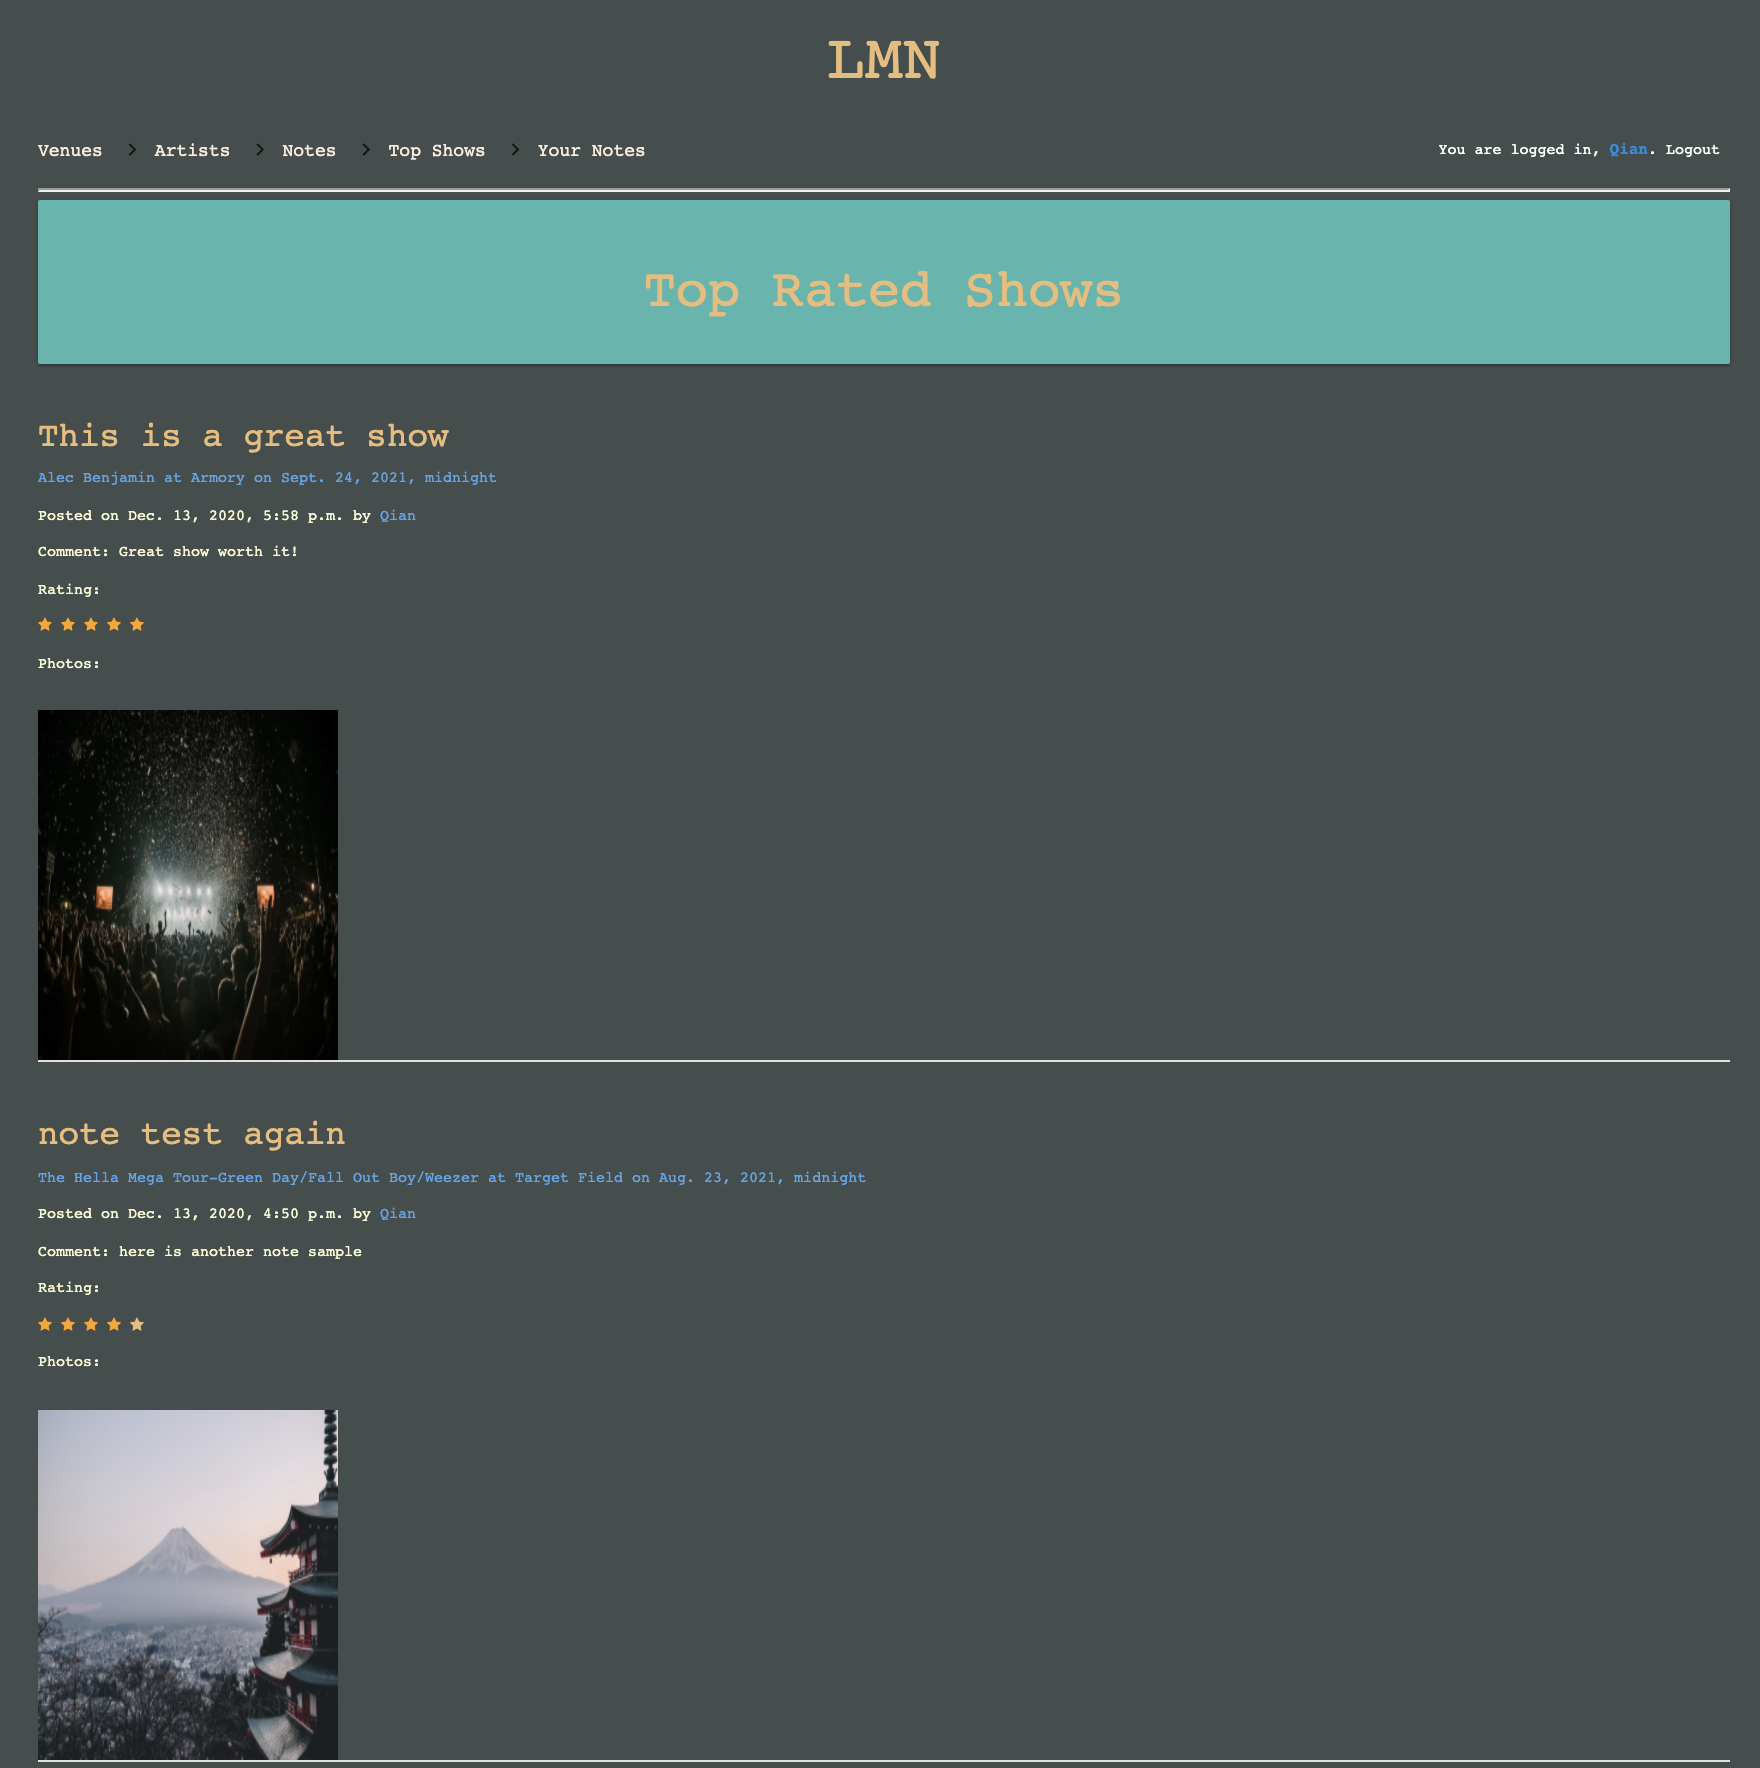 LMN
Venues > Artists > Notes > Top Shows > Your Notes
You are logged in, Qian. Logout
Top Rated Shows
This is a great show
Alec Benjamin at Armory on Sept. 24, 2021, midnight
Posted on Dec. 13, 2020, 5:58 p.m. by Qian
Comment: Great show worth it!
Rating:
Photos:
note test again
The Hella Mega Tour-Green Day/Fall Out Boy/Weezer at Target Field on Aug. 23, 2021, midnight
Posted on Dec. 13, 2020, 4:50 p.m. by Qian
Comment: here is another note sample
Rating:
Photos: